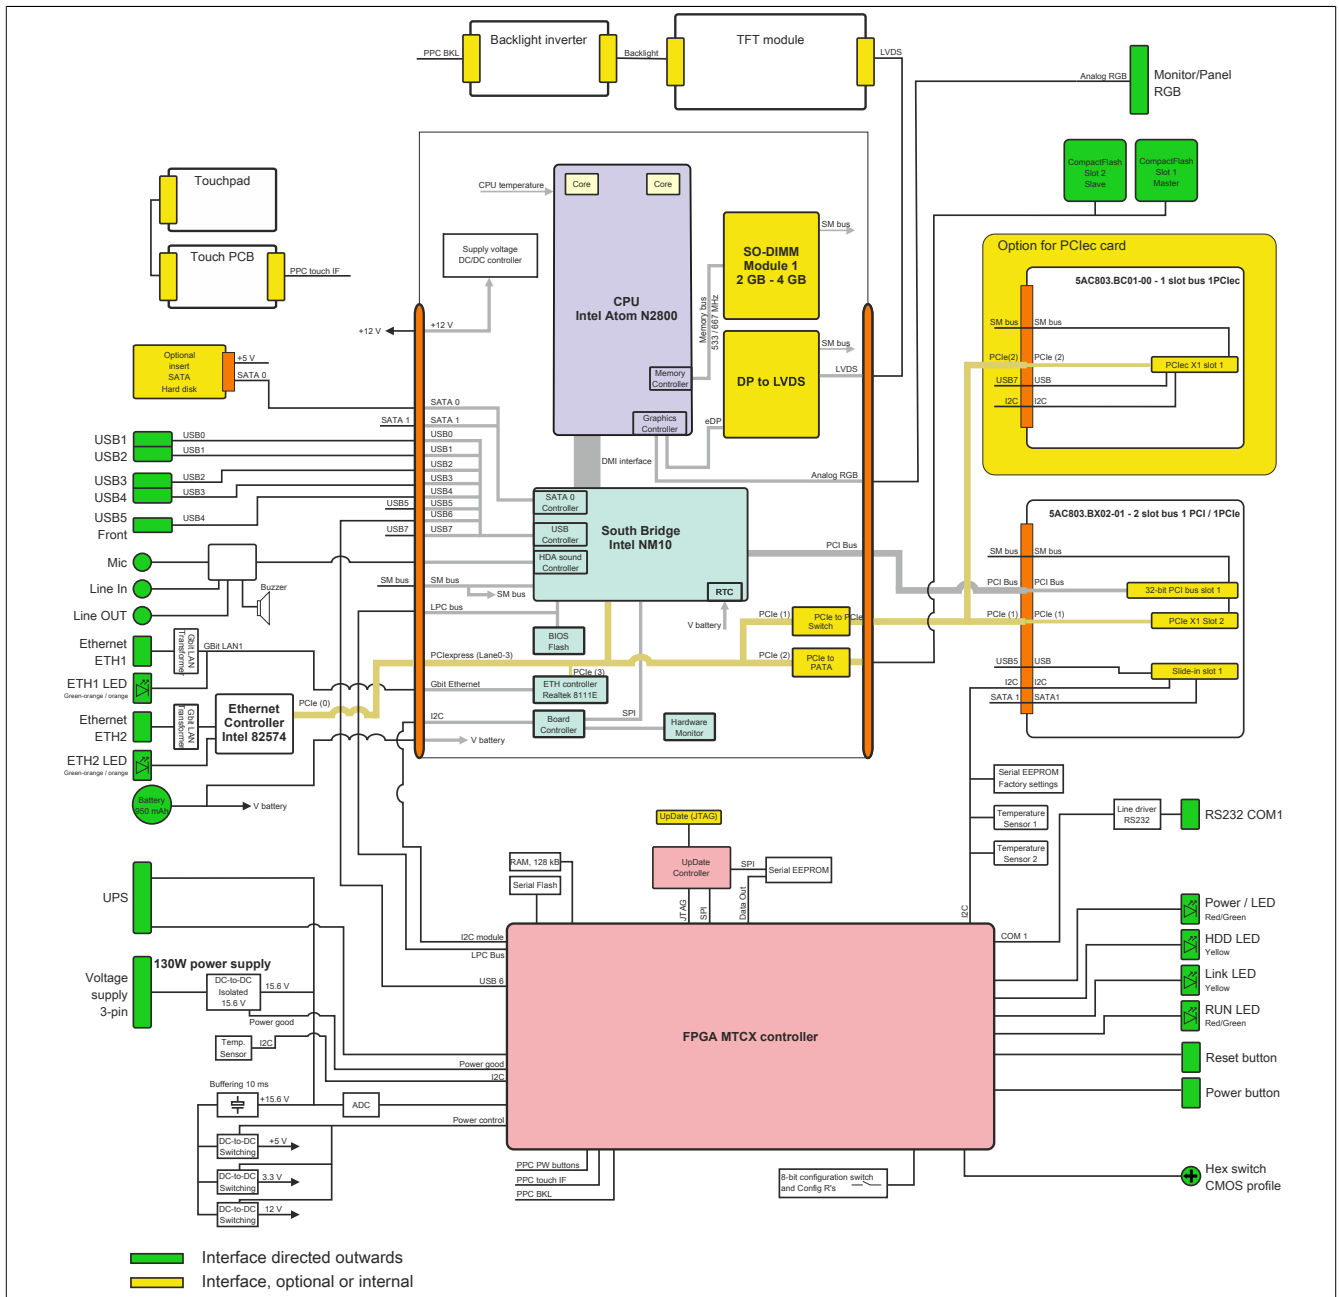 Backlight inverter
PPC BKL
Backlight
TFT module
LVDS
Analog RGB
Monitor/Panel
RGB
CompactFlash
Slot 2
Slave
CompactFlash
Slot 1
Master
Touchpad
Touch PCB
PPC touch IF
CPU temperature
Core
Core
Supply voltage
DC/DC controller
CPU
Intel Atom N2800
Memory bus
533 / 667 MHz
SO-DIMM
Module 1
2 GB - 4 GB
SM bus
DP to LVDS
SM bus
LVDS
Memory
Controller
Graphics
Controller
eDP
DMI interface
Analog RGB
+12 V
+12 V
Optional
insert
SATA
Hard disk
+5 V
SATA 0
SATA 0
SATA 1
SATA 1
USB0
USB1
USB2
USB3
USB4
USB5
USB5
USB6
USB7
USB7
USB1
USB2
USB0
USB1
USB3
USB4
USB2
USB3
USB5
Front
USB4
Mic
Line In
Line OUT
Buzzer
SM bus
SM bus
SM bus
LPC bus
SATA 0
Controller
USB
Controller
HDA sound
Controller
South Bridge
Intel NM10
RTC
V battery
PCI Bus
BIOS
Flash
PCIexpress (Lane0-3)
PCIe (3)
PCIe (1)
PCIe to PCIe
Switch
PCIe (2)
PCIe to
PATA
Gbit Ethernet
ETH controller
Realtek 8111E
I2C
Board
Controller
SPI
Hardware
Monitor
V battery
Ethernet
ETH1
Gbit LAN
Transformer
GBit LAN1
ETH1 LED
Green-orange / orange
Ethernet
ETH2
Gbit LAN
Transformer
ETH2 LED
Green-orange / orange
Ethernet
Controller
Intel 82574
PCIe (0)
Battery
950 mAh
V battery
Option for PCIec card
5AC803.BC01-00 - 1 slot bus 1PCIec
SM bus
SM bus
PCIe(2)
PCIe (2)
PCIec X1 slot 1
USB7
USB
I2C
I2C
5AC803.BX02-01 - 2 slot bus 1 PCI / 1PCIe
SM bus
SM bus
PCI Bus
PCI Bus
32-bit PCI bus slot 1
PCIe (1)
PCIe (1)
PCIe X1 Slot 2
USB5
USB
Slide-in slot 1
I2C
I2C
SATA 1
SATA1
Serial EEPROM
Factory settings
Temperature
Sensor 1
Temperature
Sensor 2
Line driver
RS232
RS232 COM1
I2C
COM 1
UpDate (JTAG)
UpDate
Controller
SPI
Serial EEPROM
JTAG
SPI
Data Out
RAM, 128 kB
Serial Flash
I2C module
LPC Bus
USB 6
FPGA MTCX controller
UPS
Voltage
supply
3-pin
130W power supply
DC-to-DC
Isolated
15.6 V
15.6 V
Power good
Temp.
Sensor
I2C
Power good
I2C
Buffering 10 ms
+15.6 V
ADC
Power control
DC-to-DC
Switching
+5 V
DC-to-DC
Switching
3.3 V
DC-to-DC
Switching
12 V
PPC PW buttons
PPC touch IF
PPC BKL
8-bit configuration switch
and Config R's
Power / LED
Red/Green
HDD LED
Yellow
Link LED
Yellow
RUN LED
Red/Green
Reset button
Power button
Hex switch
CMOS profile
Interface directed outwards
Interface, optional or internal